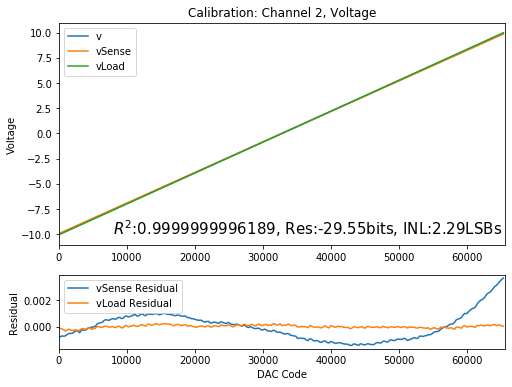 Calibration: Channel 2, Voltage
10.0
7.5
5.0
2.5
0.0
−2.5
−5.0
−7.5
−10.0
Voltage
v
vSense
vLoad
R²:0.9999999996189, Res:-29.55bits, INL:2.29LSBs
0 10000 20000 30000 40000 50000 60000
0.002
0.000
Residual
vSense Residual
vLoad Residual
0 10000 20000 30000 40000 50000 60000
DAC Code